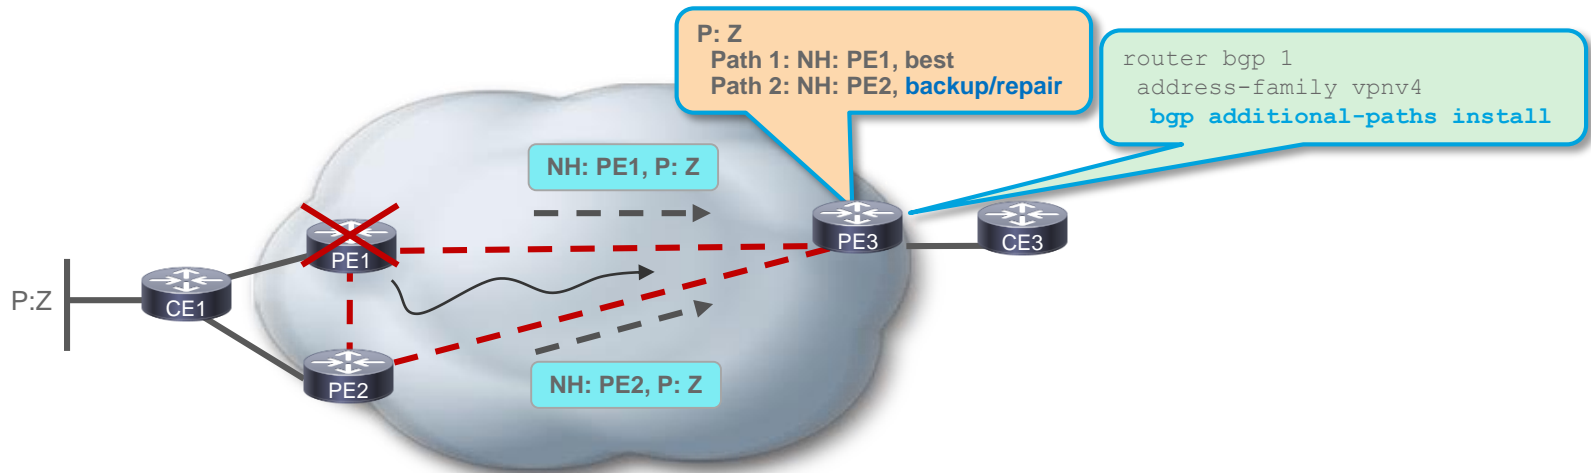 P: Z
Path 1: NH: PE1, best
Path 2: NH: PE2, backup/repair
router bgp 1
address-family vpnv4
bgp additional-paths install
NH: PE1, P: Z
PE1
PE3
CE3
P:Z
CE1
PE2
NH: PE2, P: Z